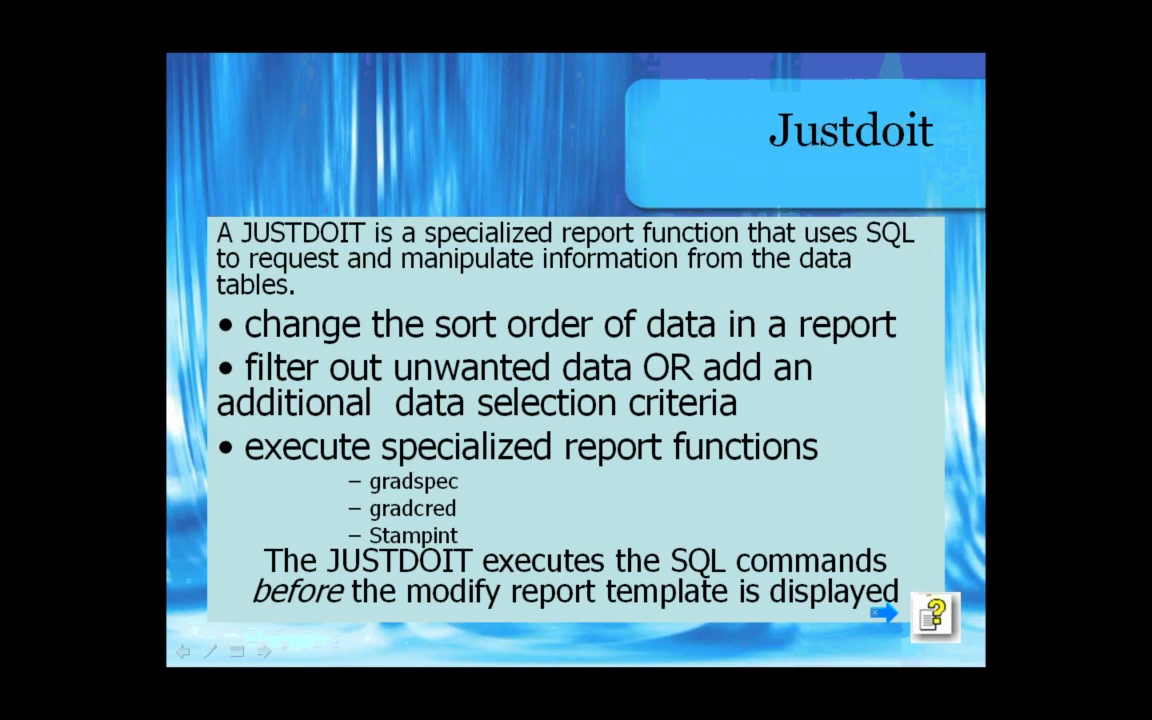 Justdoit
A JUSTDOIT is a specialized report function that uses SQL
to request and manipulate information from the data
tables.
• change the sort order of data in a report
• filter out unwanted data OR add an
additional  data selection criteria
• execute specialized report functions
– gradspec
– gradcred
– Stampint
The JUSTDOIT executes the SQL commands
before the modify report template is displayed